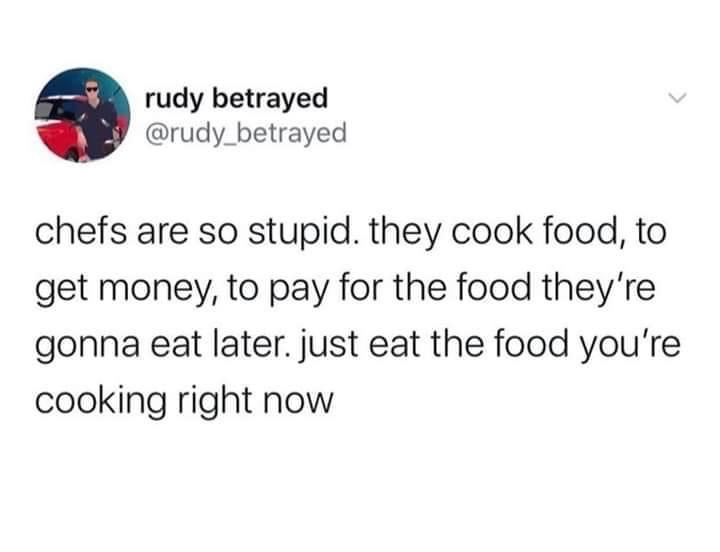 rudy betrayed
@rudy_betrayed
chefs are so stupid. they cook food, to
get money, to pay for the food they're
gonna eat later. just eat the food you're
cooking right now